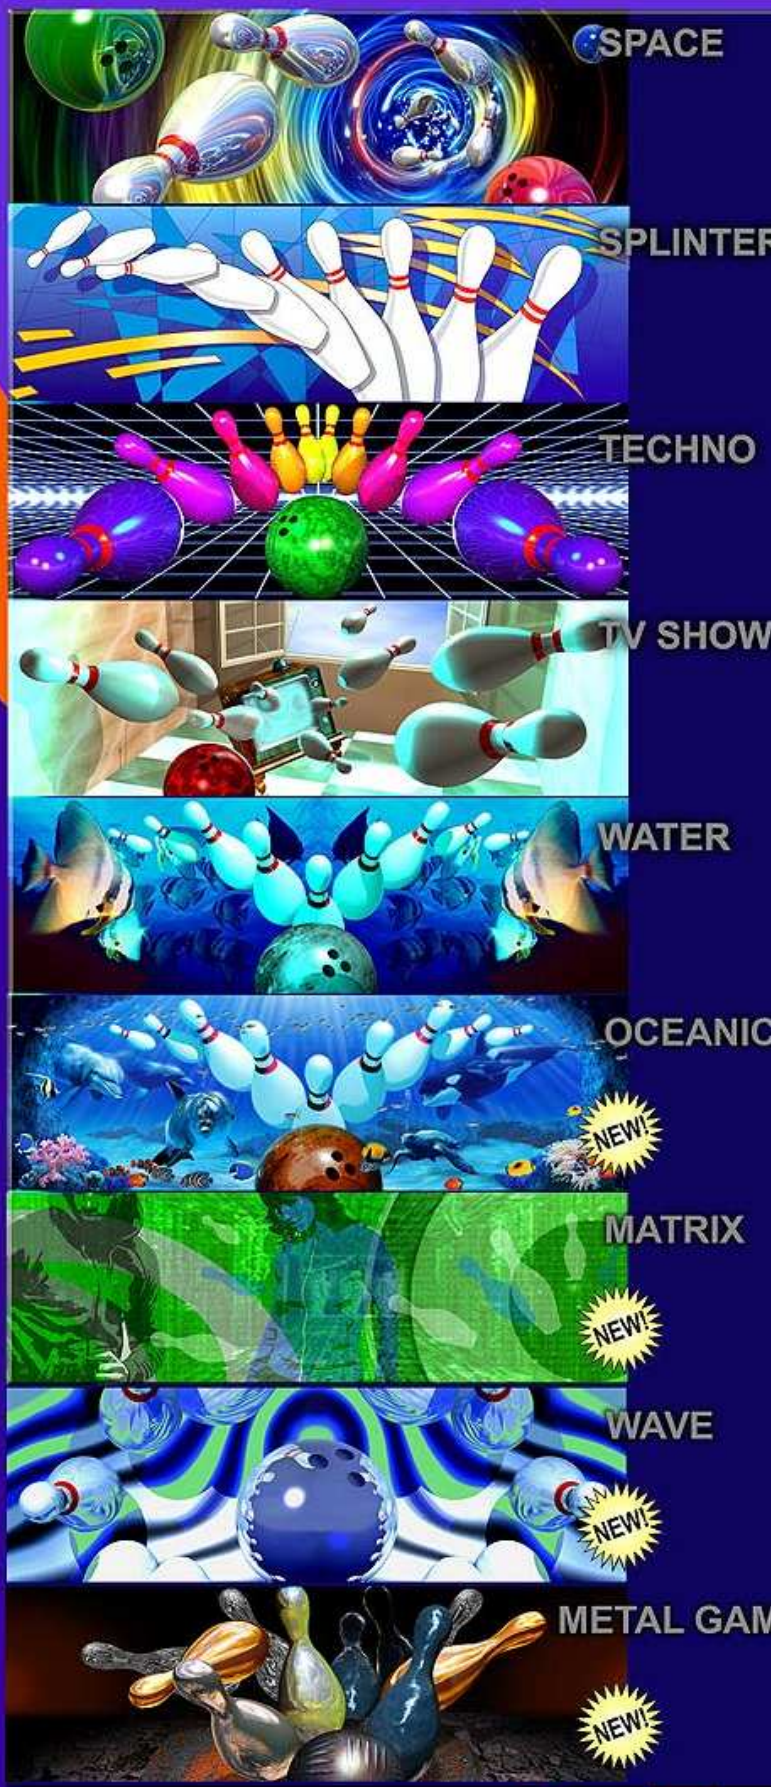 SPACE
SPLINTER
TECHNO
TV SHOW
WATER
OCEANIC
NEW!
MATRIX
NEW!
WAVE
NEW!
METAL GAM
NEW!